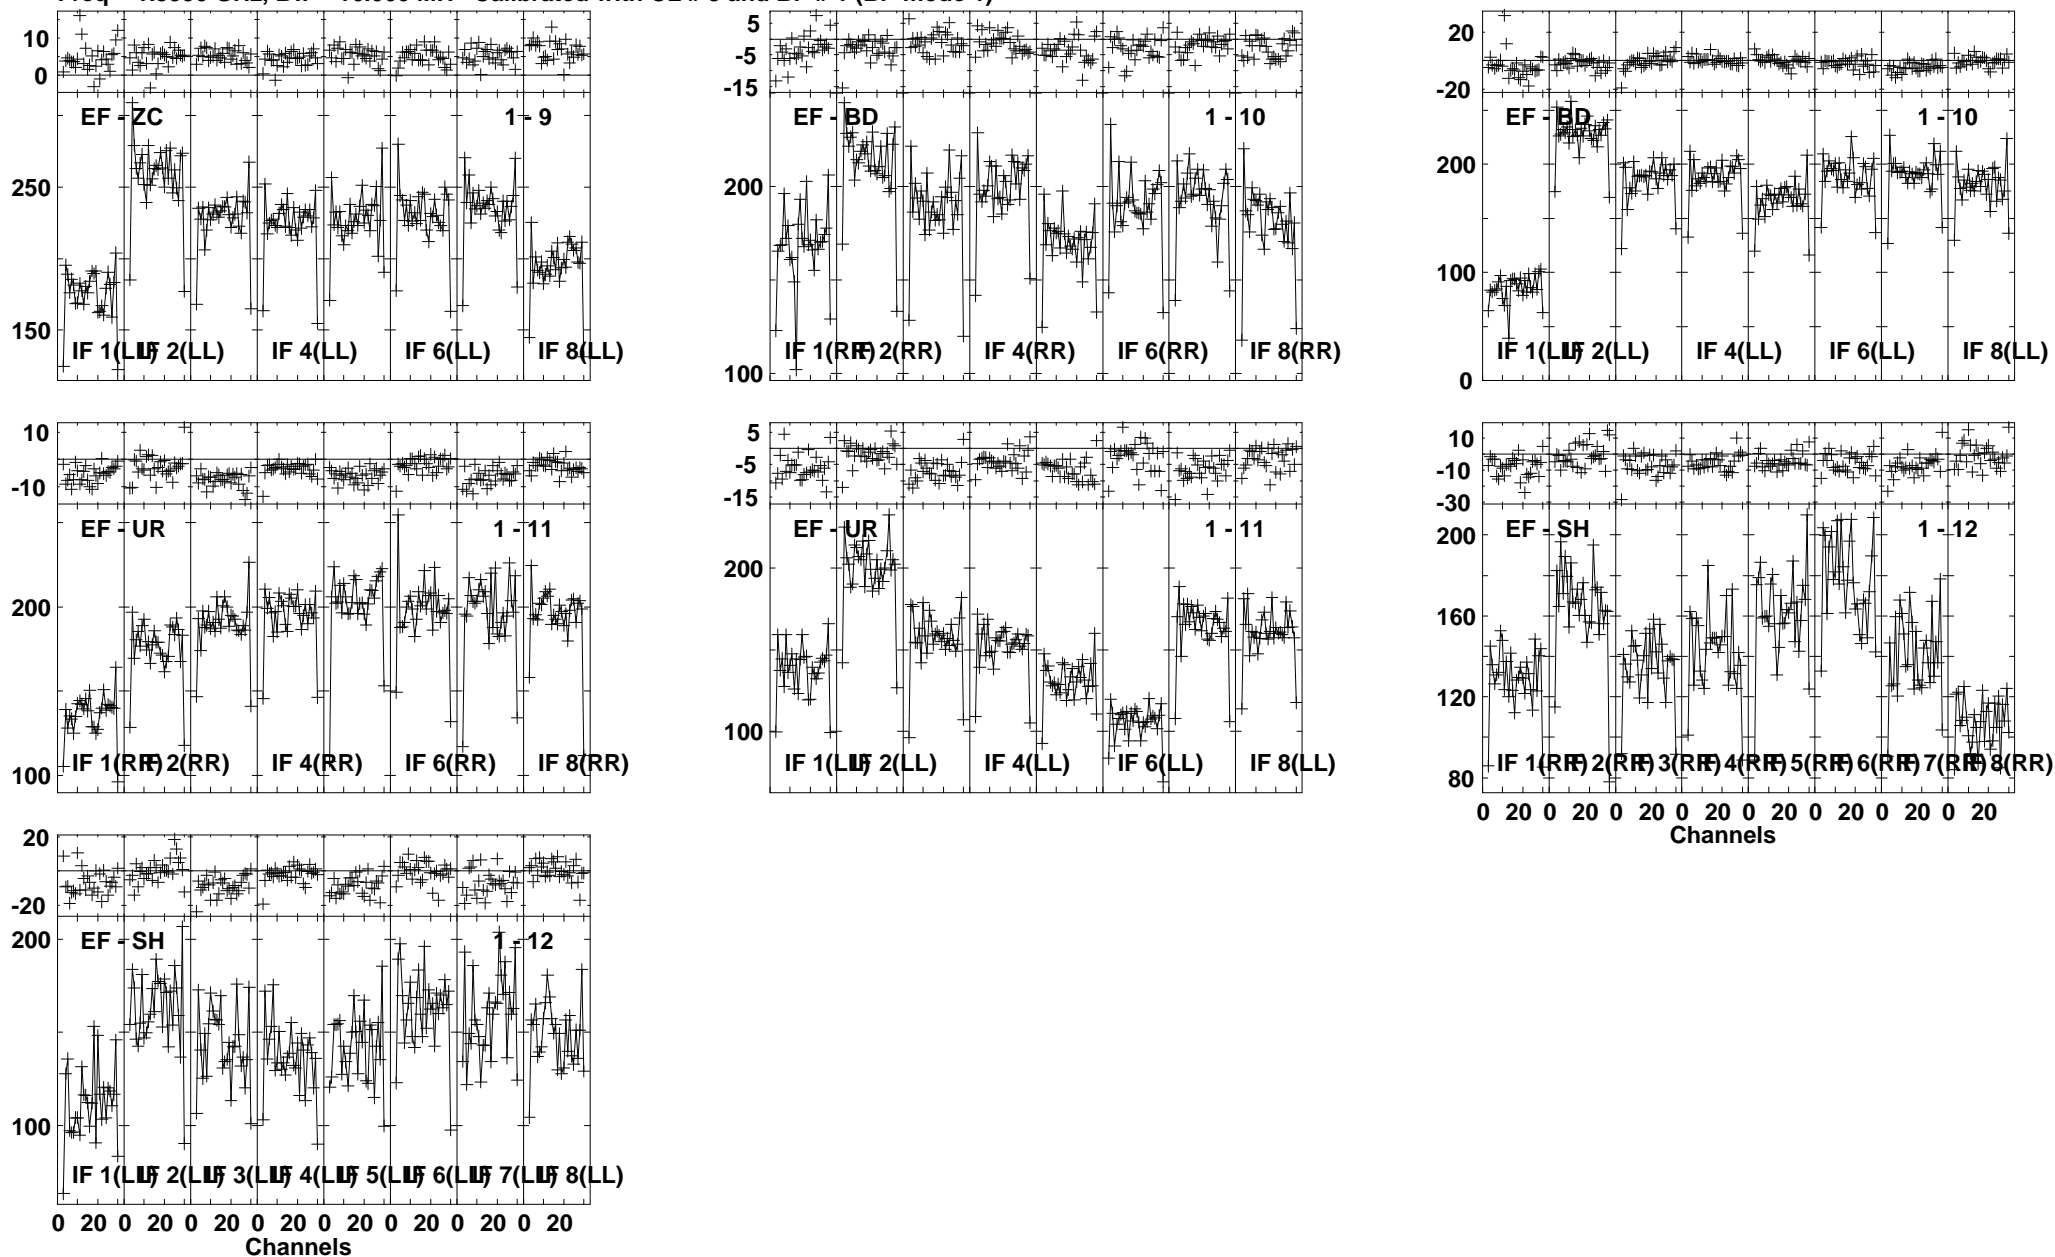 10
0
EF - ZC 1 - 9
250
150
IF 1(LL) IF 2(LL) IF 4(LL) IF 6(LL) IF 8(LL)
5
-5
-15
EF - BD 1 - 10
200
100
IF 1(RR) IF 2(RR) IF 4(RR) IF 6(RR) IF 8(RR)
20
0
-20
EF - BD 1 - 10
200
100
0
IF 1(LL) IF 2(LL) IF 4(LL) IF 6(LL) IF 8(LL)
10
-10
EF - UR 1 - 11
200
100
IF 1(RR) IF 2(RR) IF 4(RR) IF 6(RR) IF 8(RR)
5
-5
-15
EF - UR 1 - 11
200
100
IF 1(LL) IF 2(LL) IF 4(LL) IF 6(LL) IF 8(LL)
10
-10
-30
EF - SH 1 - 12
200
160
120
80
IF 1(RR) IF 2(RR) IF 3(RR) IF 4(RR) IF 5(RR) IF 6(RR) IF 7(RR) IF 8(RR)
0 20 0 20 0 20 0 20 0 20 0 20 0 20 0 20
Channels
20
0
-20
EF - SH 1 - 12
200
100
IF 1(LL) IF 2(LL) IF 3(LL) IF 4(LL) IF 5(LL) IF 6(LL) IF 7(LL) IF 8(LL)
0 20 0 20 0 20 0 20 0 20 0 20 0 20 0 20
Channels